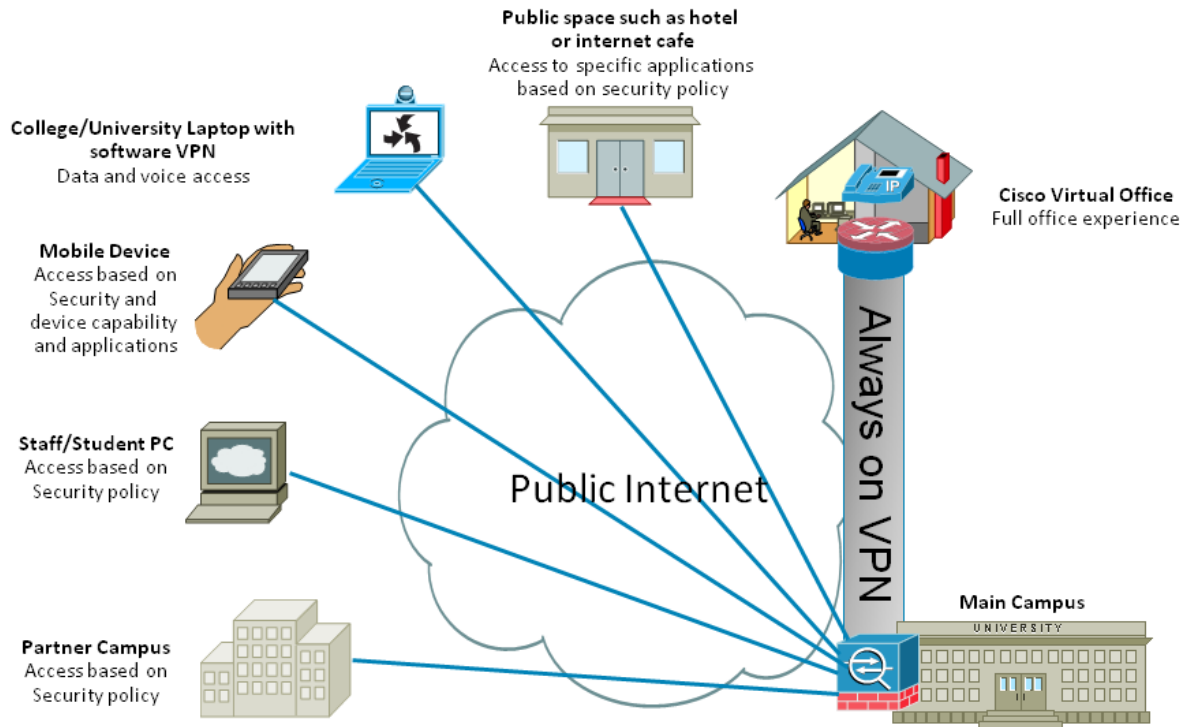 Public space such as hotel
or internet cafe
Access to specific applications
based on security policy
College/University Laptop with
software VPN
Data and voice access
IP
Cisco Virtual Office
Full office experience
Mobile Device
Access based on
Security and
device capability
and applications
Always on VPN
Staff/Student PC
Access based on
Security policy
Public Internet
Partner Campus
Access based on
Security policy
Main Campus
UNIVERSITY